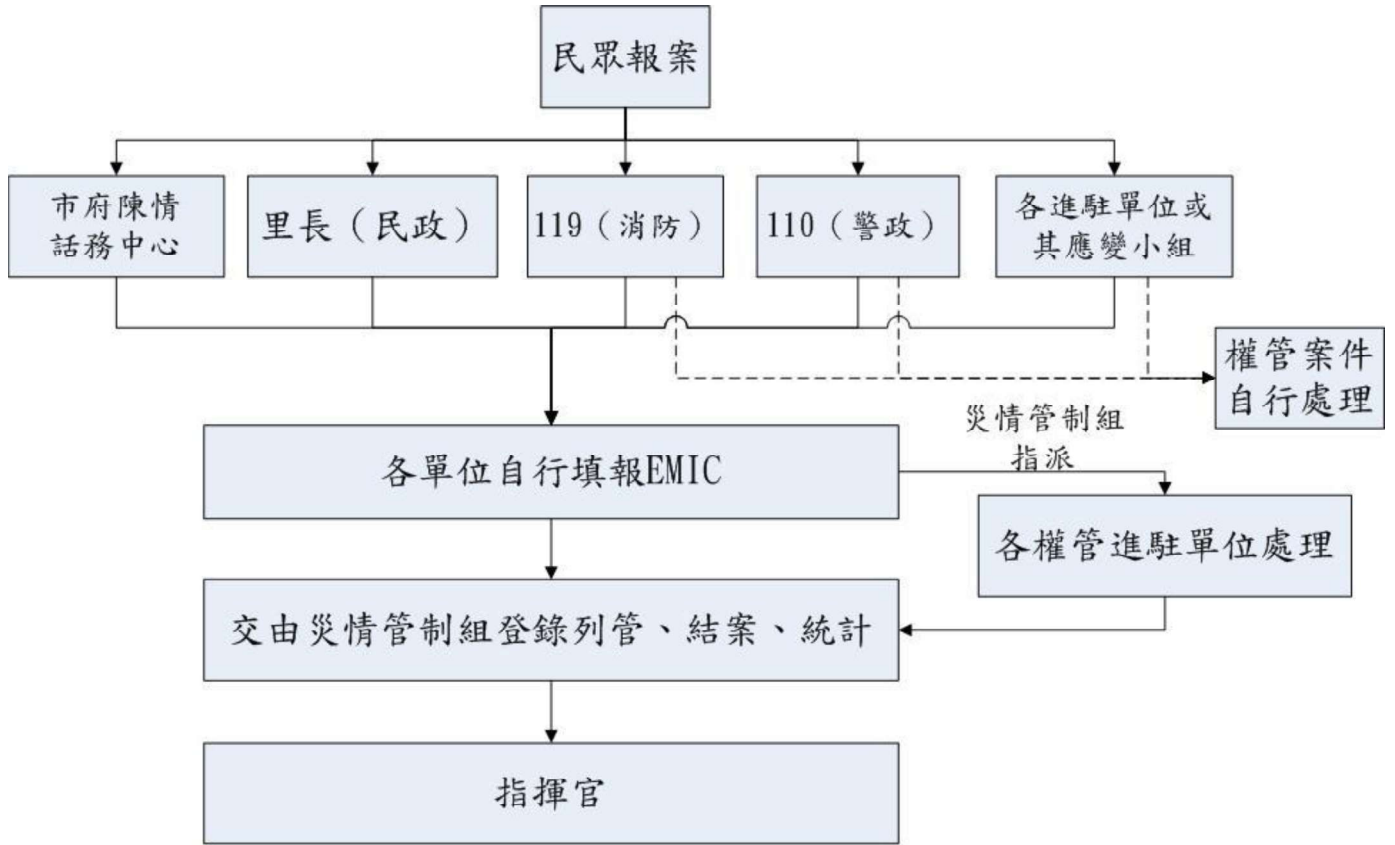 民眾報案
市府陳情
話務中心
里長（民政）
119（消防）
110（警政）
各進駐單位或
其應變小組
權管案件
自行處理
災情管制組
指派
各單位自行填報EMIC
各權管進駐單位處理
交由災情管制組登錄列管、結案、統計
指揮官